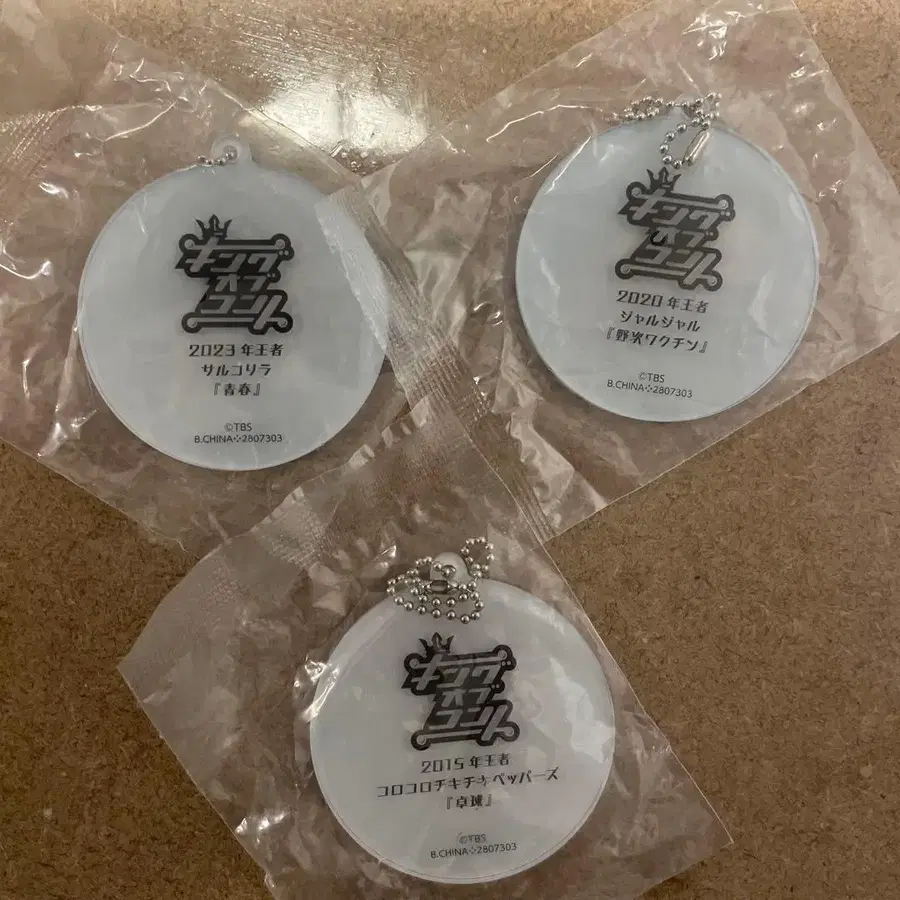 キング
オブ
コント
2023年王者
サルゴリラ
『青春』
©TBS
B.CHINA⁘2807303
キング
オブ
コント
2020年王者
ジャルジャル
『野次ワクチン』
©TBS
B.CHINA⁘2807303
キング
オブ
コント
2015年王者
コロコロチキチキペッパーズ
『卓球』
©TBS
B.CHINA⁘2807303